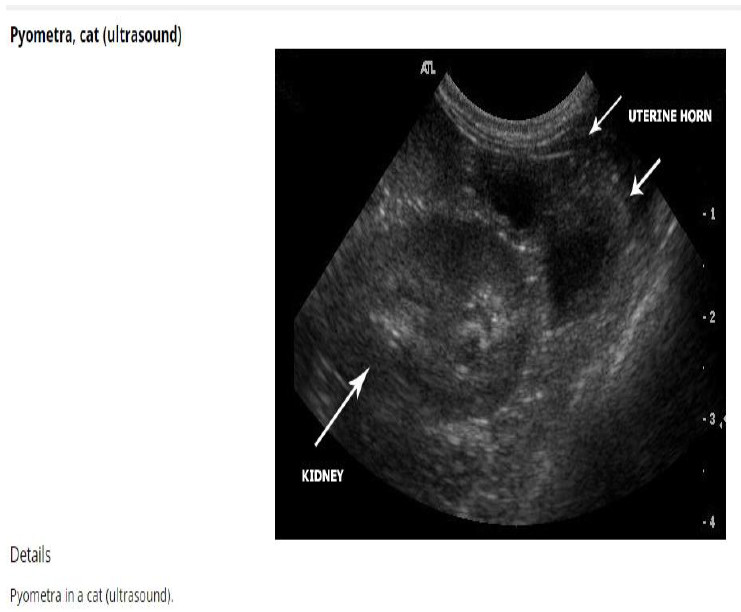 Pyometra, cat (ultrasound)
ATL
UTERINE HORN
- 1
- 2
- 3
KIDNEY
- 4
Details
Pyometra in a cat (ultrasound).